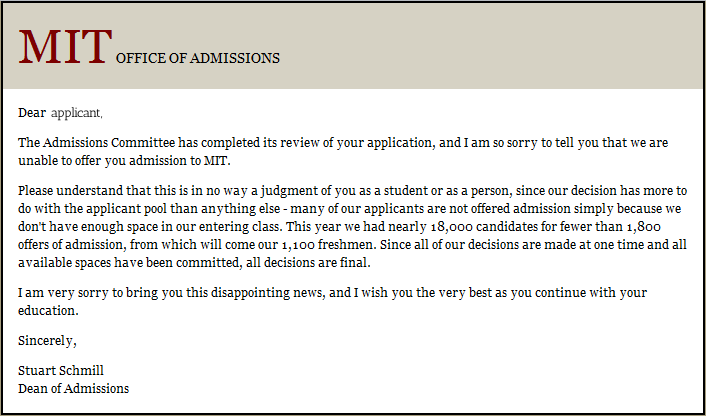 MIT OFFICE OF ADMISSIONS
Dear applicant,
The Admissions Committee has completed its review of your application, and I am so sorry to tell you that we are
unable to offer you admission to MIT.
Please understand that this is in no way a judgment of you as a student or as a person, since our decision has more to
do with the applicant pool than anything else - many of our applicants are not offered admission simply because we
don't have enough space in our entering class. This year we had nearly 18,000 candidates for fewer than 1,800
offers of admission, from which will come our 1,100 freshmen. Since all of our decisions are made at one time and all
available spaces have been committed, all decisions are final.
I am very sorry to bring you this disappointing news, and I wish you the very best as you continue with your
education.
Sincerely,
Stuart Schmill
Dean of Admissions